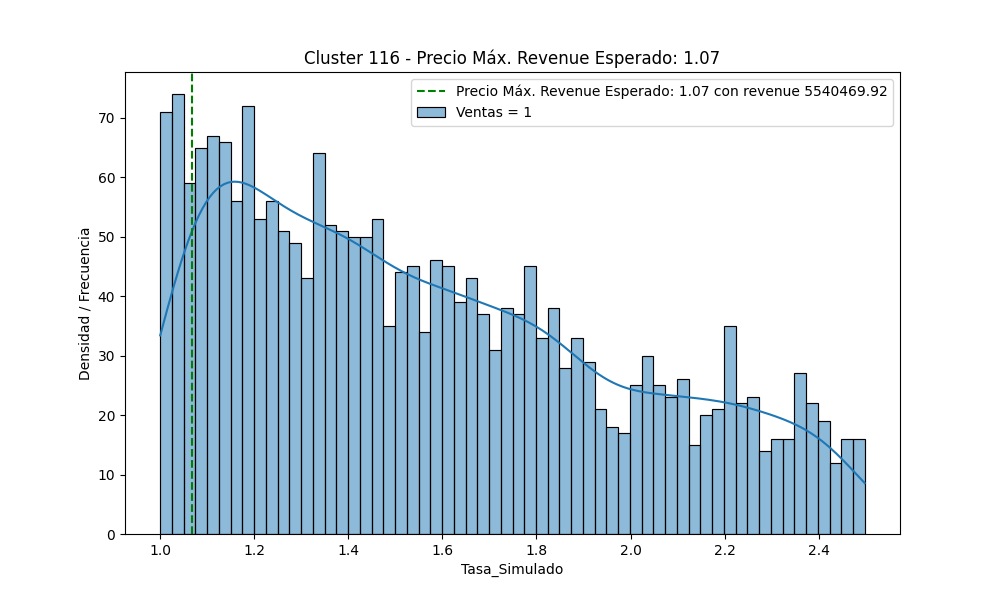 Cluster 116 - Precio Máx. Revenue Esperado: 1.07
Precio Máx. Revenue Esperado: 1.07 con revenue 5540469.92
Ventas = 1
Densidad / Frecuencia
70
60
50
40
30
20
10
0
1.0 1.2 1.4 1.6 1.8 2.0 2.2 2.4
Tasa_Simulado